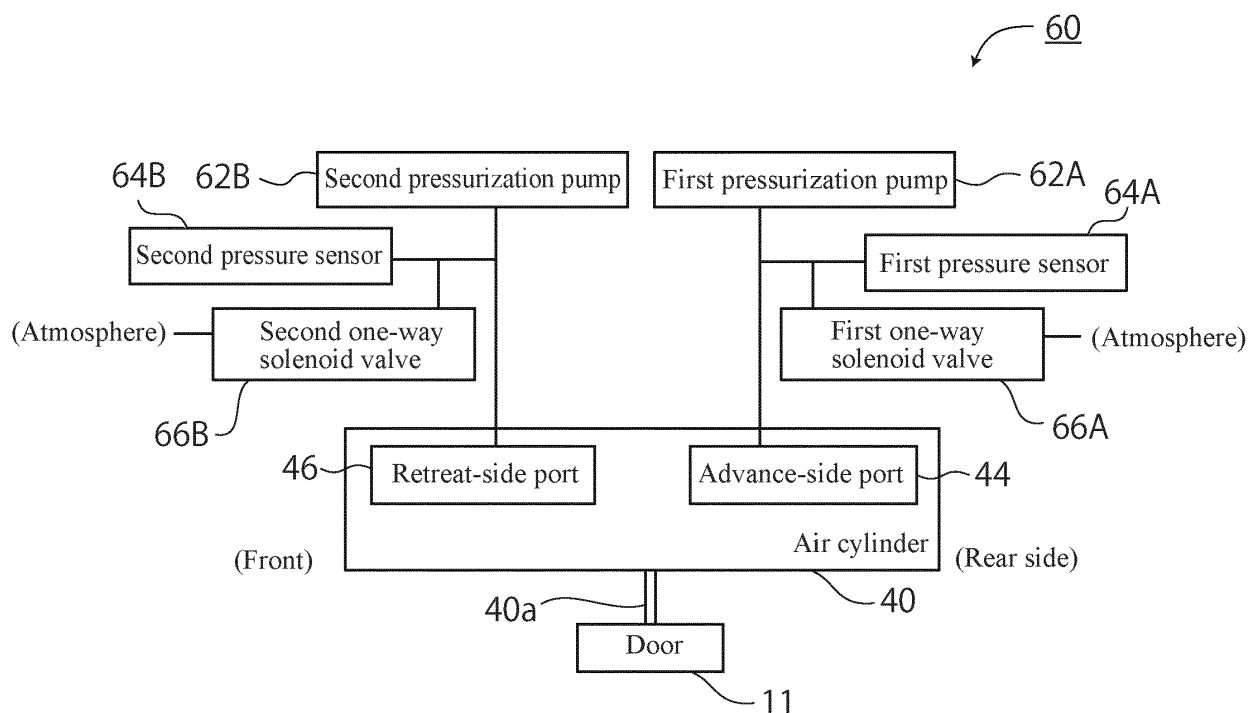 60
Second pressurization pump
First pressurization pump
64B
62B
62A
64A
Second pressure sensor
First pressure sensor
(Atmosphere)
Second one-way
solenoid valve
First one-way
solenoid valve
(Atmosphere)
66B
66A
46
Retreat-side port
Advance-side port
44
Air cylinder
(Front)
(Rear side)
40a
40
Door
11